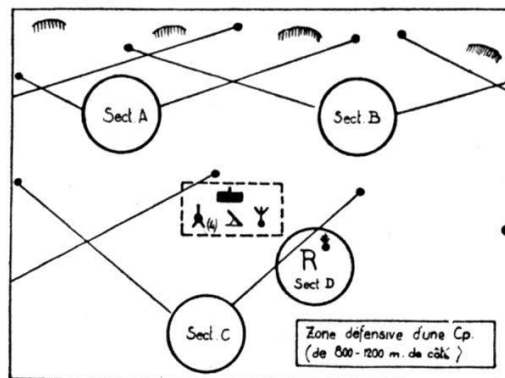 Sect. A
Sect. B
(4)
R
Sect D
Sect. C
Zone défensive d'une Cp.
(de 800-1200 m. de côté)